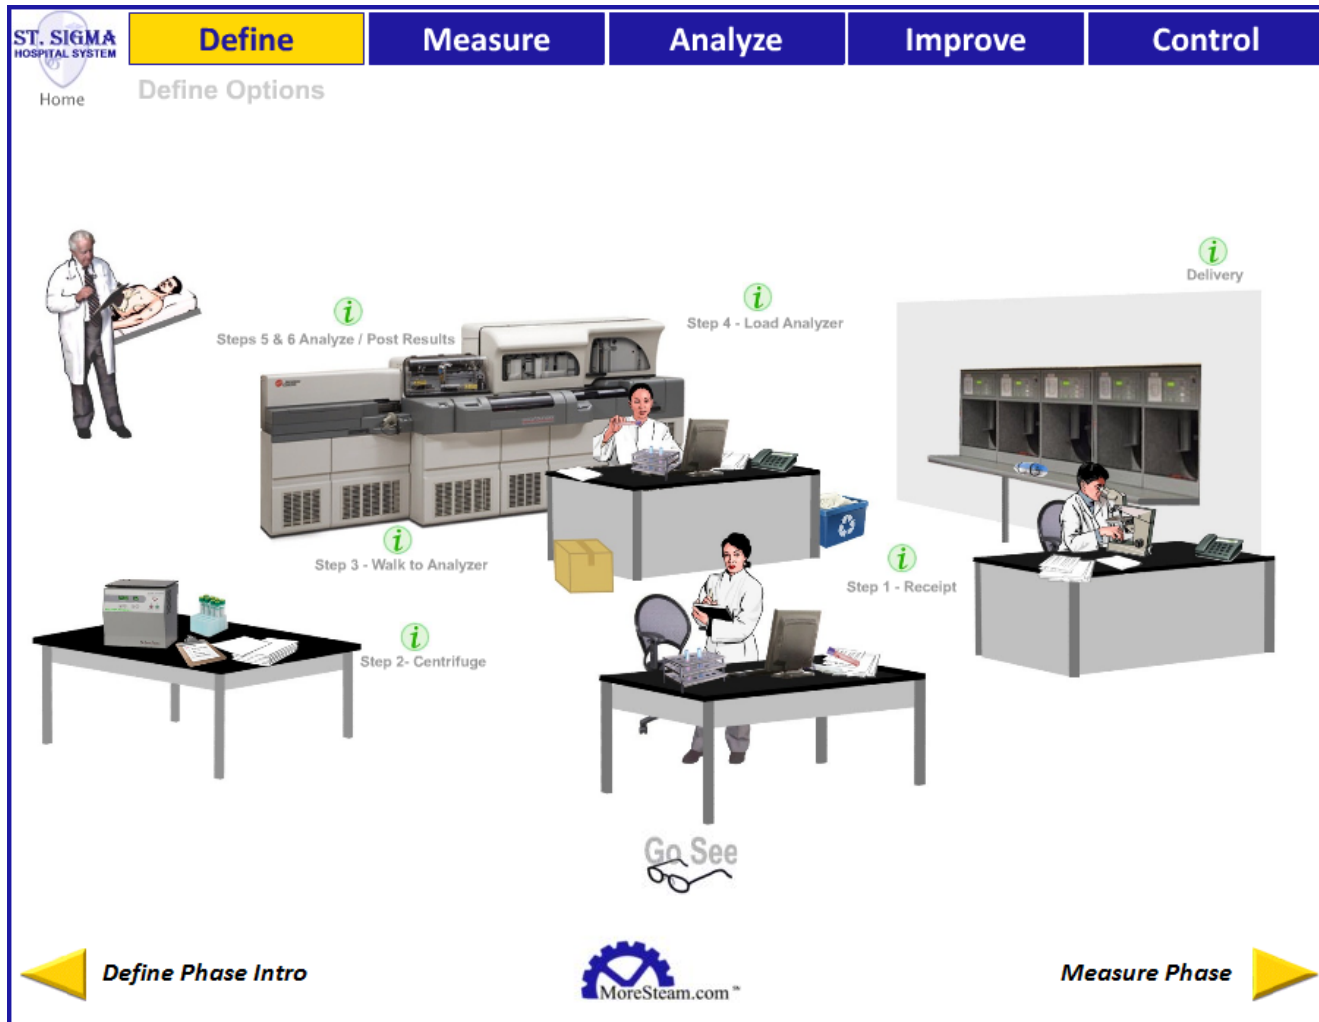 ST. SIGMA
HOSPITAL SYSTEM
Home
Define
Measure
Analyze
Improve
Control
Define Options
Delivery
Steps 5 & 6 Analyze / Post Results
Step 4 - Load Analyzer
Step 3 - Walk to Analyzer
Step 1 - Receipt
Step 2- Centrifuge
Go See
Define Phase Intro
MoreSteam.com
Measure Phase